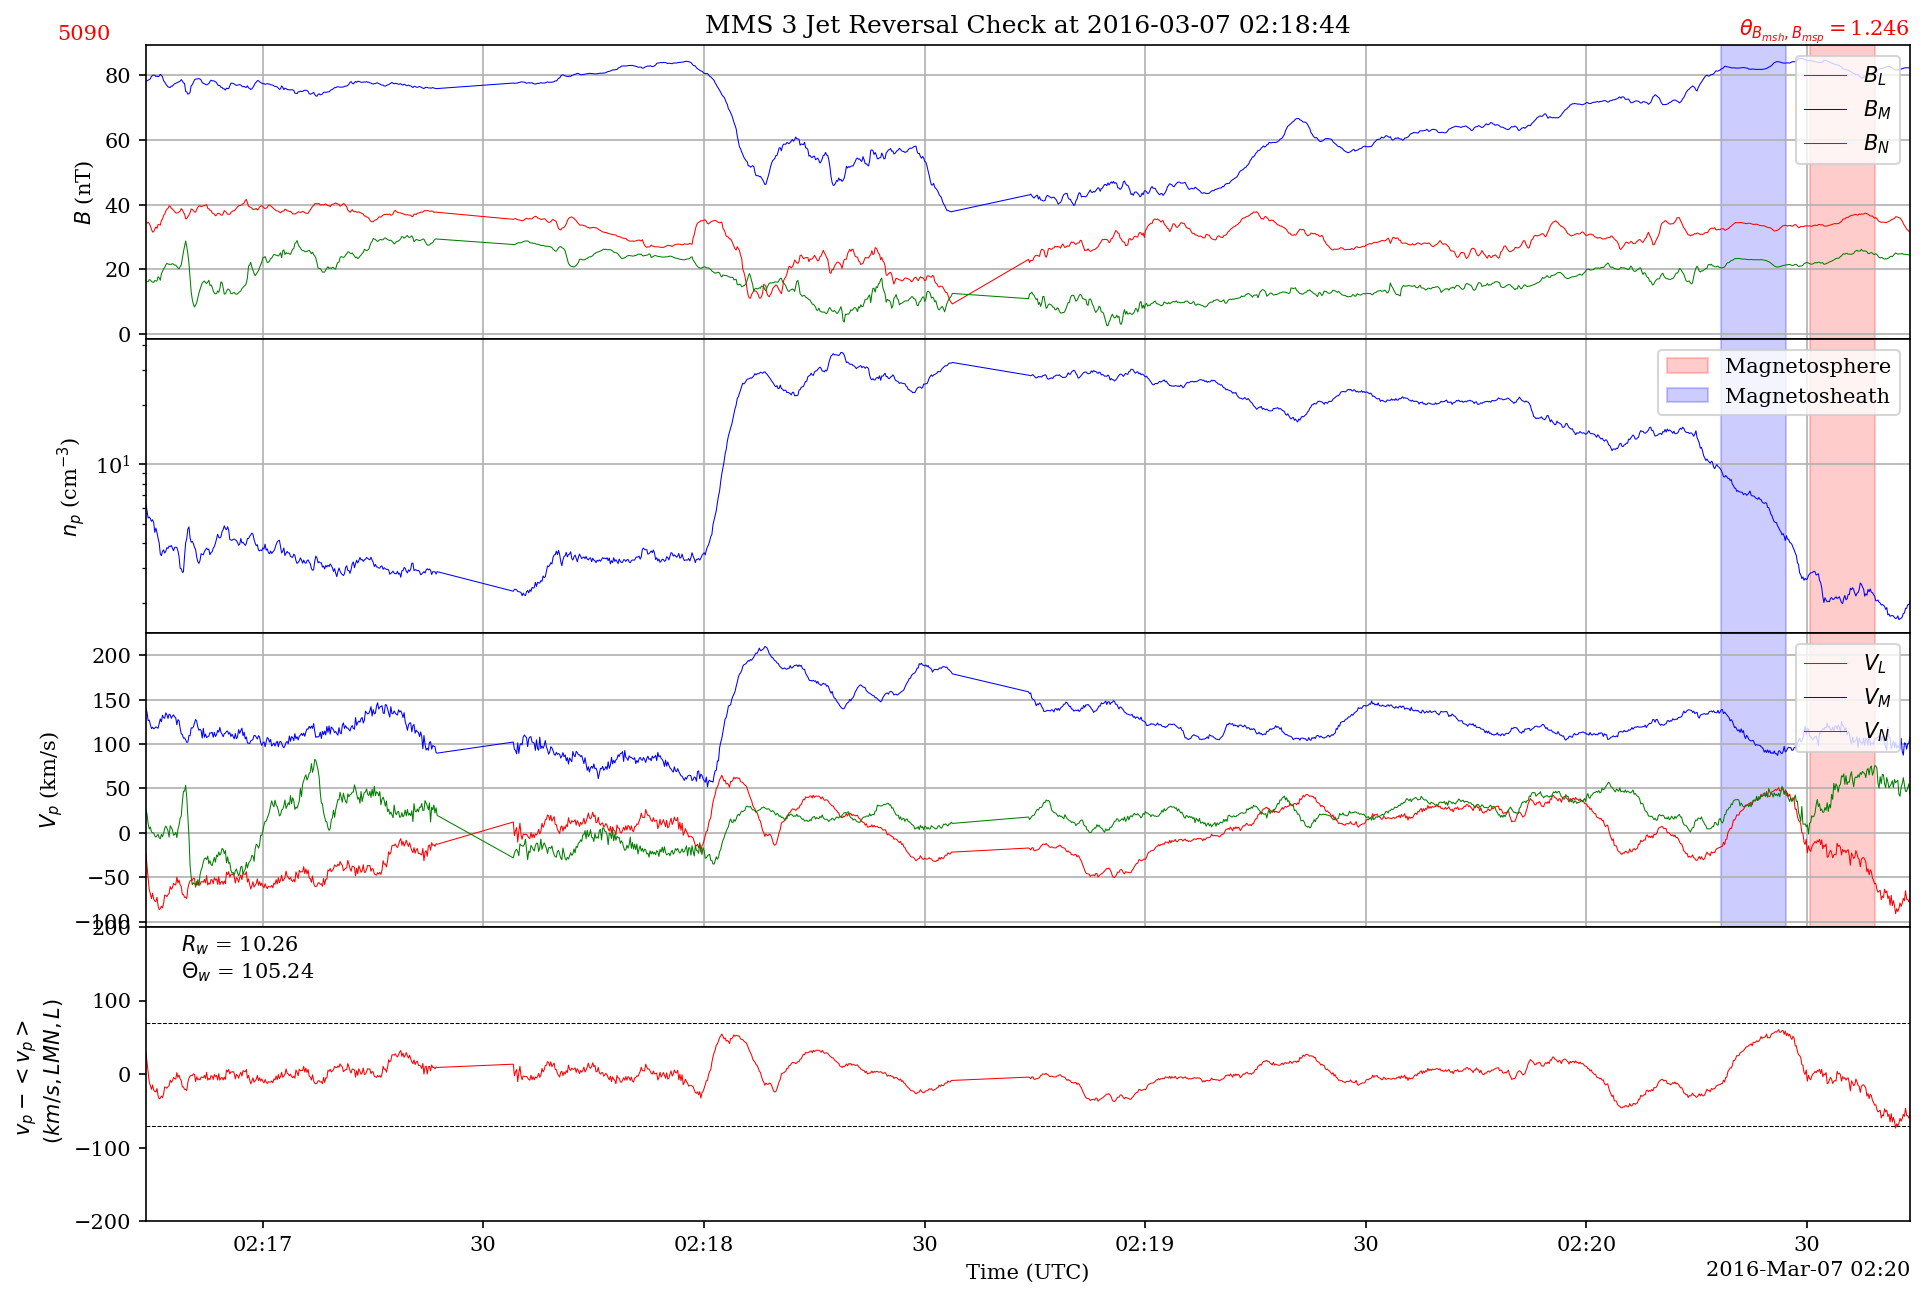 MMS 3 Jet Reversal Check at 2016-03-07 02:18:44
5090
θ_{B_{msh}, B_{msp}} = 1.246
80
60
40
20
0
B (nT)
B_L
B_M
B_N
10^1
n_p (cm^{-3})
Magnetosphere
Magnetosheath
200
150
100
50
0
−50
−100
V_p (km/s)
V_L
V_M
V_N
200
100
0
−100
−200
v_p − < v_p >
(km/s, LMN, L)
R_w = 10.26
Θ_w = 105.24
02:17 30 02:18 30 02:19 30 02:20 30
Time (UTC)
2016-Mar-07 02:20